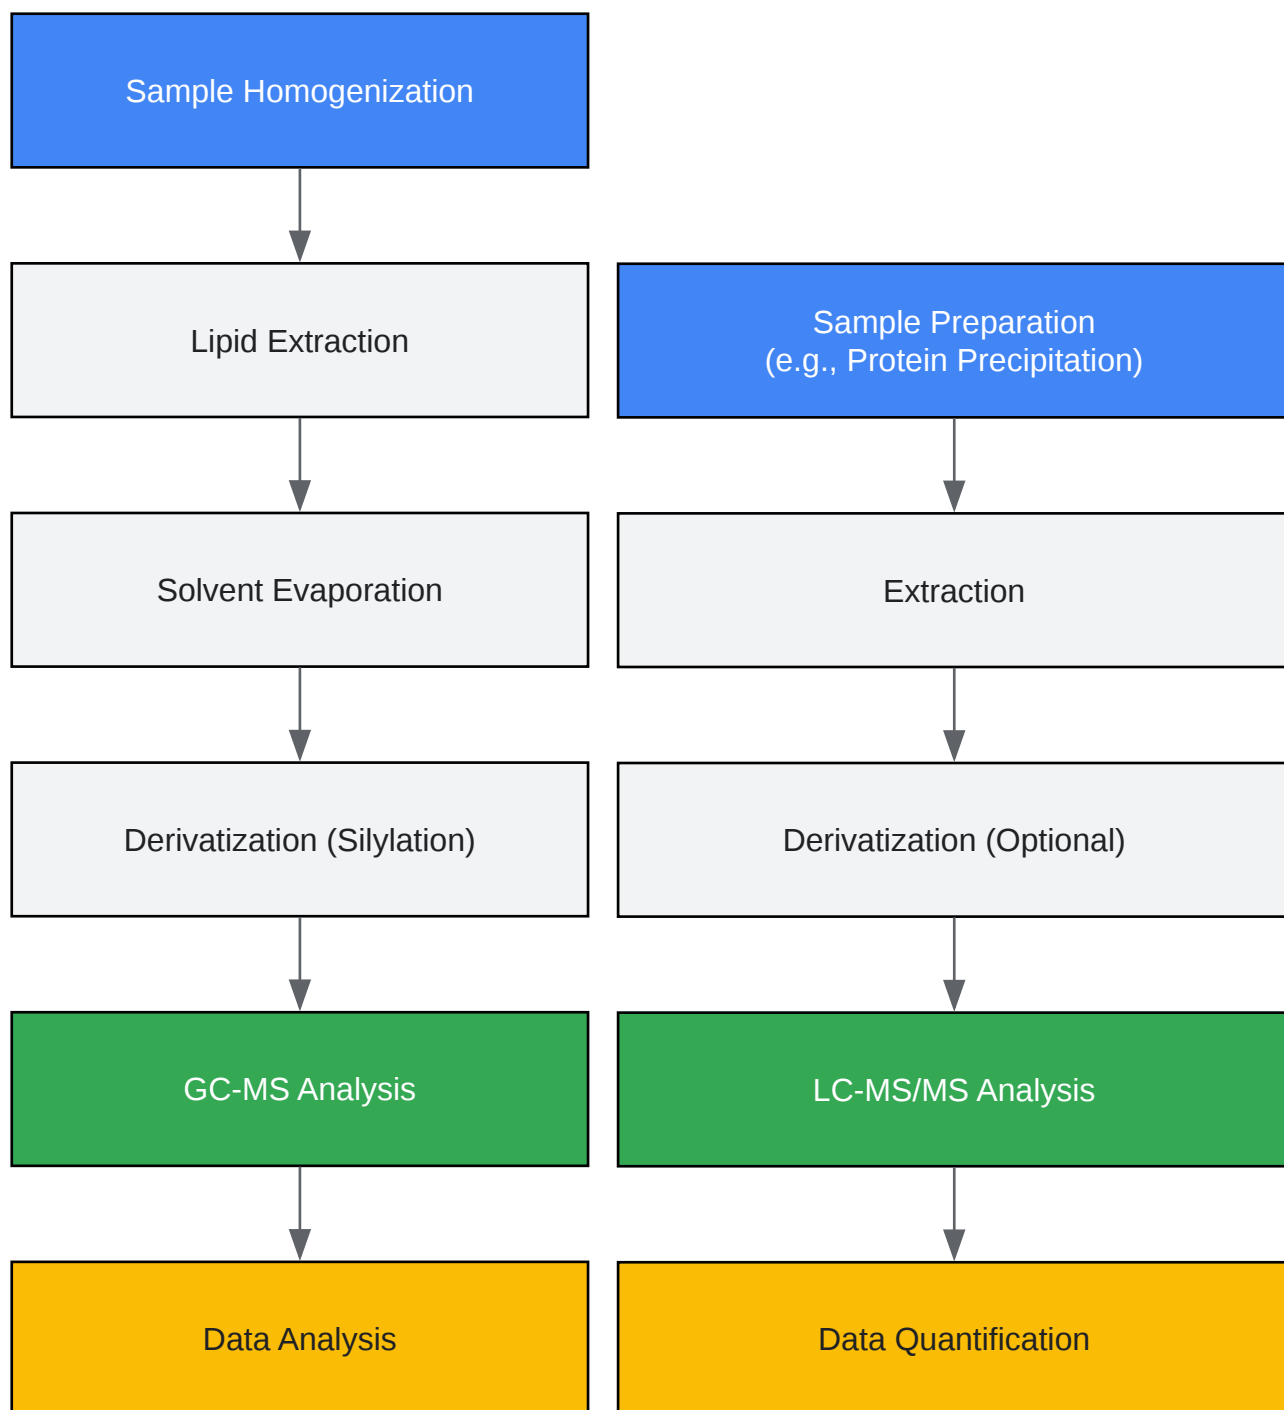 Sample Homogenization
Lipid Extraction
Solvent Evaporation
Derivatization (Silylation)
GC-MS Analysis
Data Analysis
Sample Preparation
(e.g., Protein Precipitation)
Extraction
Derivatization (Optional)
LC-MS/MS Analysis
Data Quantification